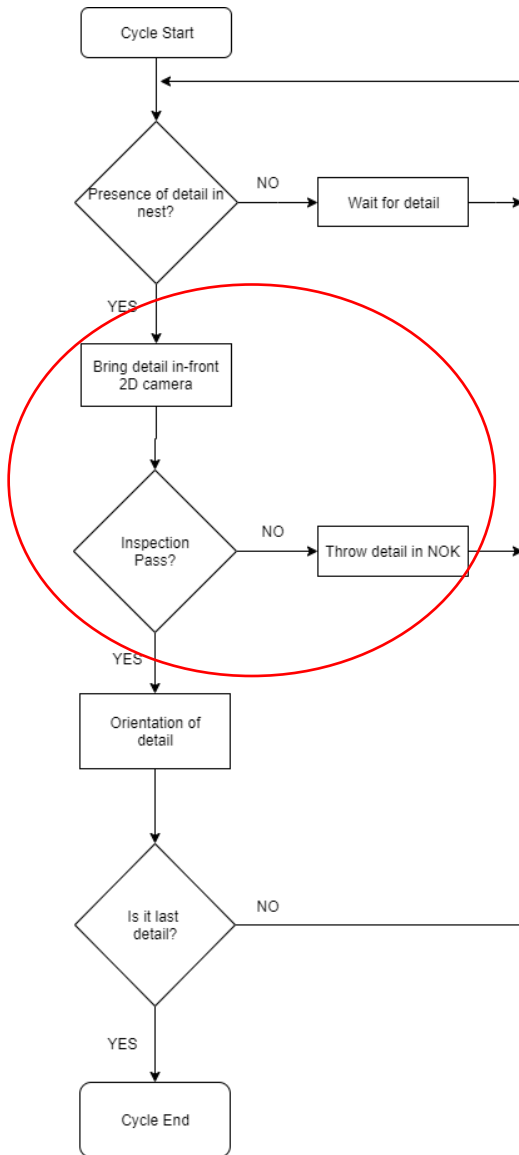 Cycle Start
Presence of detail in
nest?
NO
Wait for detail
YES
Bring detail in-front
2D camera
Inspection
Pass?
NO
Throw detail in NOK
YES
Orientation of
detail
Is it last
detail?
NO
YES
Cycle End